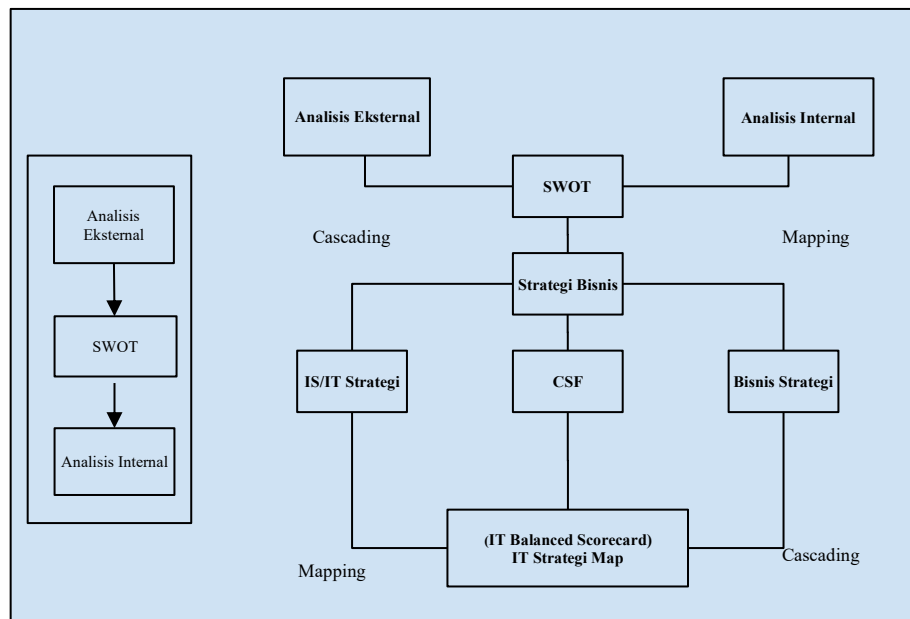 Analisis
Eksternal
SWOT
Analisis Internal
Analisis Eksternal
Analisis Internal
SWOT
Cascading
Mapping
Strategi Bisnis
IS/IT Strategi
CSF
Bisnis Strategi
(IT Balanced Scorecard)
IT Strategi Map
Mapping
Cascading